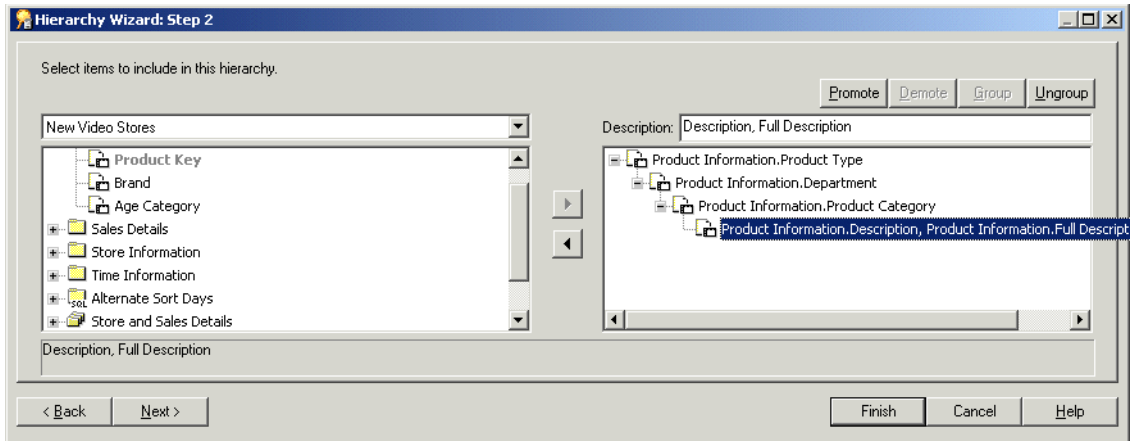 Hierarchy Wizard: Step 2
Select items to include in this hierarchy.
Promote Demote Group Ungroup
New Video Stores
Description: Description, Full Description
Product Key
Brand
Age Category
Sales Details
Store Information
Time Information
SQL Alternate Sort Days
Store and Sales Details
Product Information.Product Type
Product Information.Department
Product Information.Product Category
Product Information.Description, Product Information.Full Descript
Description, Full Description
< Back Next > Finish Cancel Help